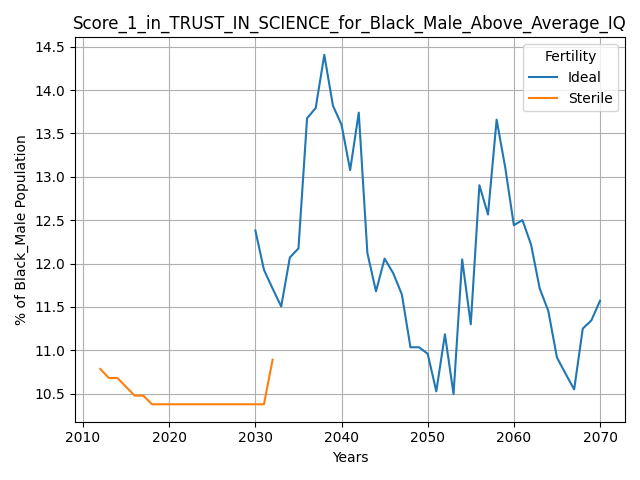 Score_1_in_TRUST_IN_SCIENCE_for_Black_Male_Above_Average_IQ
Fertility
Ideal
Sterile
% of Black_Male Population
14.5
14.0
13.5
13.0
12.5
12.0
11.5
11.0
10.5
2010 2020 2030 2040 2050 2060 2070
Years